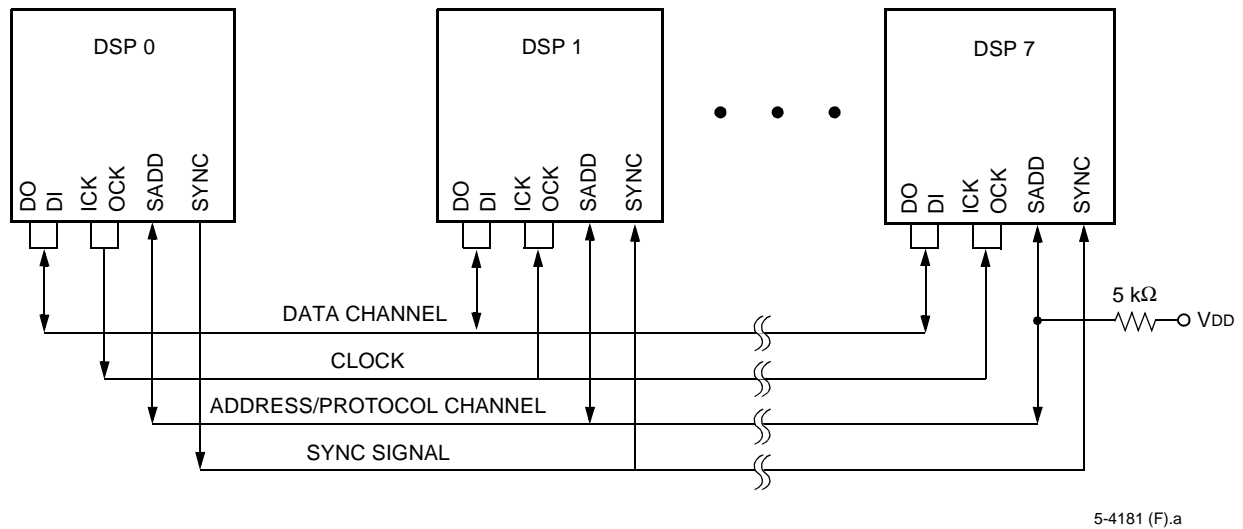 DSP 0
DSP 1
DSP 7
DO
DI
ICK
OCK
SADD
SYNC
DO
DI
ICK
OCK
SADD
SYNC
DO
DI
ICK
OCK
SADD
SYNC
5 kΩ
VDD
DATA CHANNEL
CLOCK
ADDRESS/PROTOCOL CHANNEL
SYNC SIGNAL
5-4181 (F).a